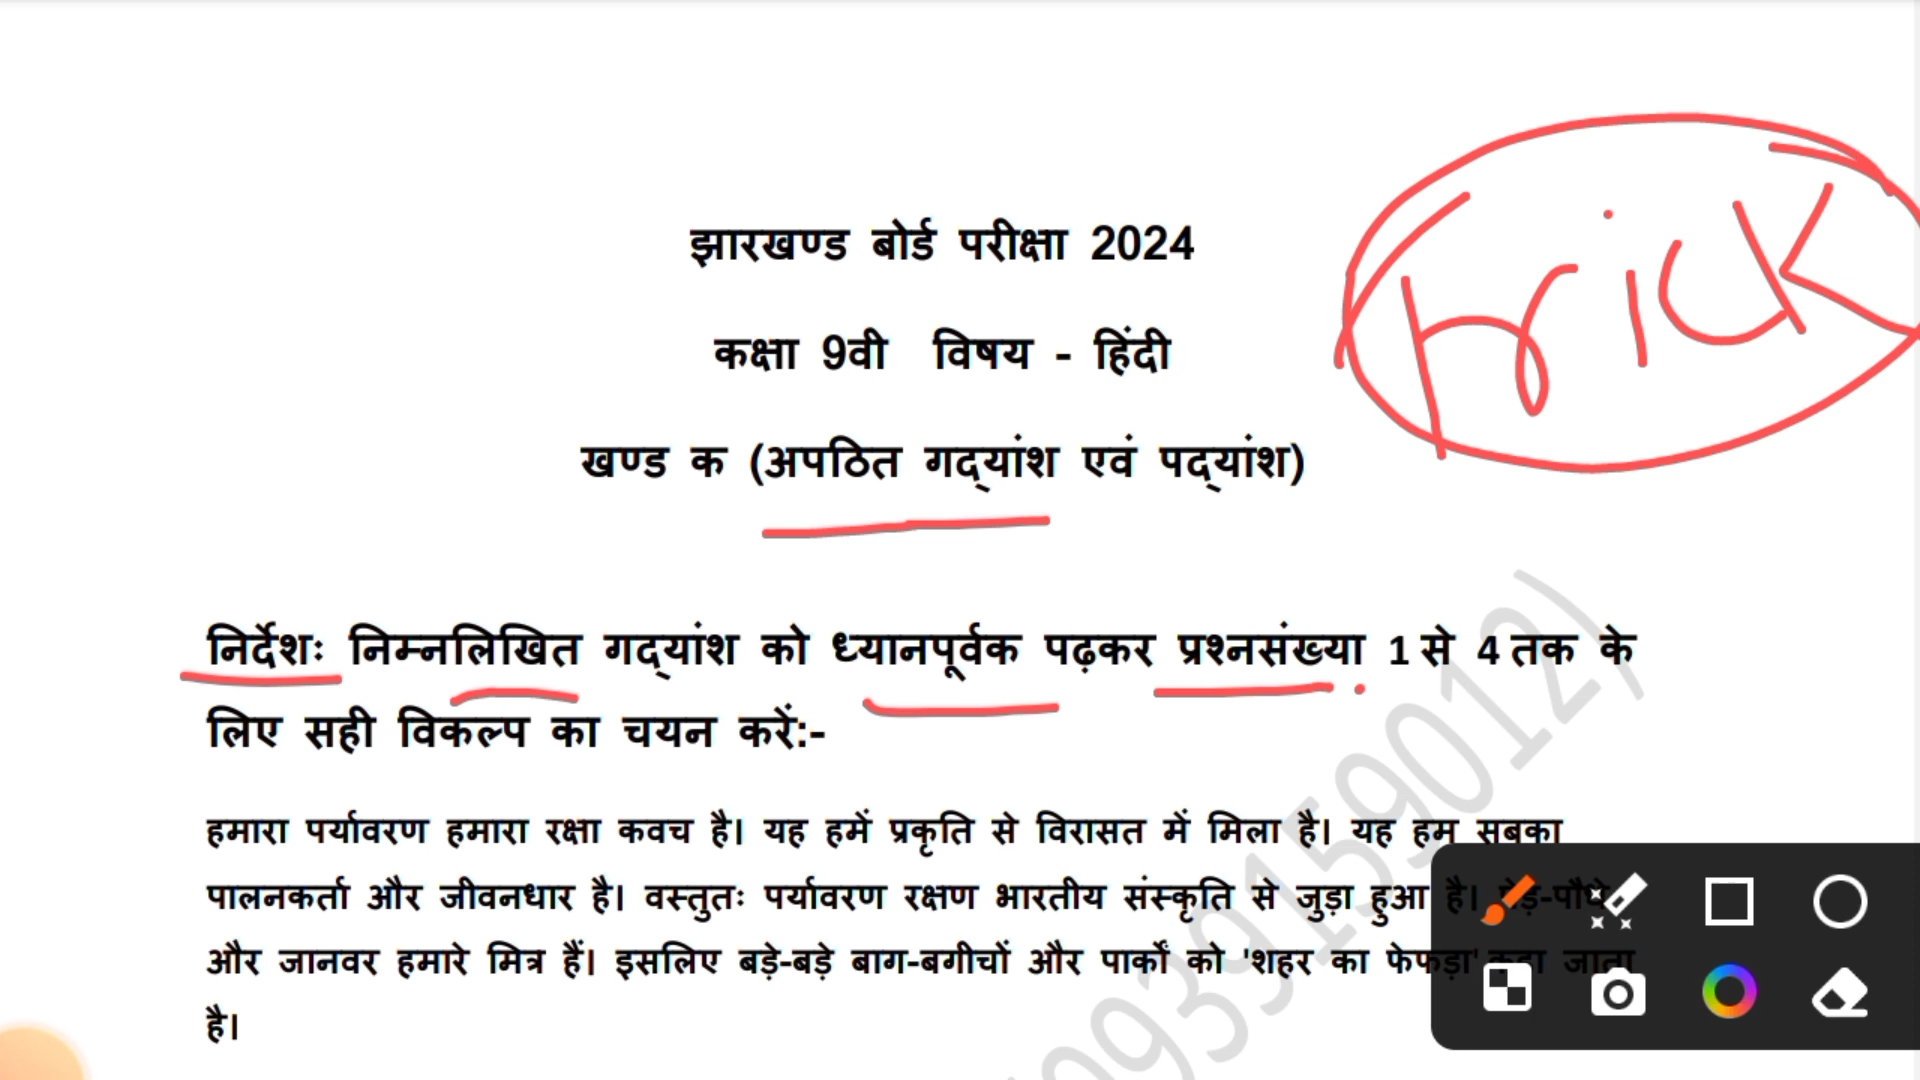 झारखण्ड बोर्ड परीक्षा 2024
trick
कक्षा 9वी विषय - हिंदी
खण्ड क (अपठित गद्यांश एवं पद्यांश)
निर्देशः निम्नलिखित गद्यांश को ध्यानपूर्वक पढ़कर प्रश्नसंख्या 1 से 4 तक के
लिए सही विकल्प का चयन करें:-
हमारा पर्यावरण हमारा रक्षा कवच है। यह हमें प्रकृति से विरासत में मिला है। यह हम सबका
पालनकर्ता और जीवनधार है। वस्तुतः पर्यावरण रक्षण भारतीय संस्कृति से जुड़ा हुआ है। पेड़-पौधे
और जानवर हमारे मित्र हैं। इसलिए बड़े-बड़े बाग-बगीचों और पार्कों को 'शहर का फेफड़ा' कहा जाता
है।
9939159012)